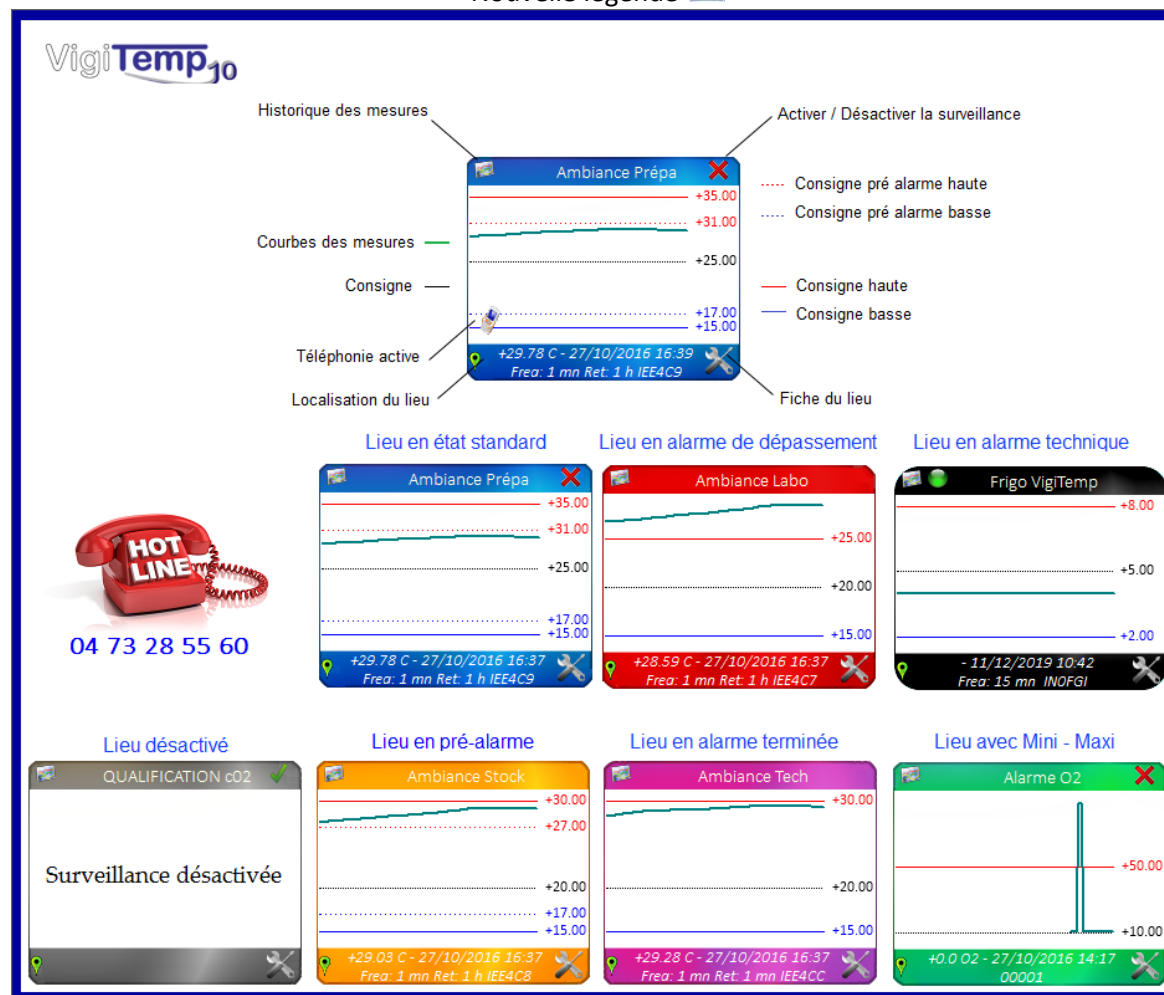 Nouvelle légende
VigiTemp10
Historique des mesures
Activer / Désactiver la surveillance
Ambiance Prépa
+35.00
+31.00
+25.00
+17.00
+15.00
+29.78 C - 27/10/2016 16:39
Freq: 1 mn Ret: 1 h IEE4C9
Consigne pré alarme haute
Consigne pré alarme basse
Courbes des mesures
Consigne
Consigne haute
Consigne basse
Téléphonie active
Localisation du lieu
Fiche du lieu
HOT
LINE
04 73 28 55 60
Lieu en état standard
Ambiance Prépa
+35.00
+31.00
+25.00
+17.00
+15.00
+29.78 C - 27/10/2016 16:37
Freq: 1 mn Ret: 1 h IEE4C9
Lieu en alarme de dépassement
Ambiance Labo
+25.00
+20.00
+15.00
+28.59 C - 27/10/2016 16:37
Freq: 1 mn Ret: 1 h IEE4C7
Lieu en alarme technique
Frigo VigiTemp
+8.00
+5.00
+2.00
- 11/12/2019 10:42
Freq: 15 mn INOFGI
Lieu désactivé
QUALIFICATION c02
Surveillance désactivée
Lieu en pré-alarme
Ambiance Stock
+30.00
+27.00
+20.00
+17.00
+15.00
+29.03 C - 27/10/2016 16:37
Freq: 1 mn Ret: 1 h IEE4C8
Lieu en alarme terminée
Ambiance Tech
+30.00
+20.00
+15.00
+29.28 C - 27/10/2016 16:37
Freq: 1 mn Ret: 1 mn IEE4CC
Lieu avec Mini - Maxi
Alarme O2
+50.00
+10.00
+0.0 O2 - 27/10/2016 14:17
00001